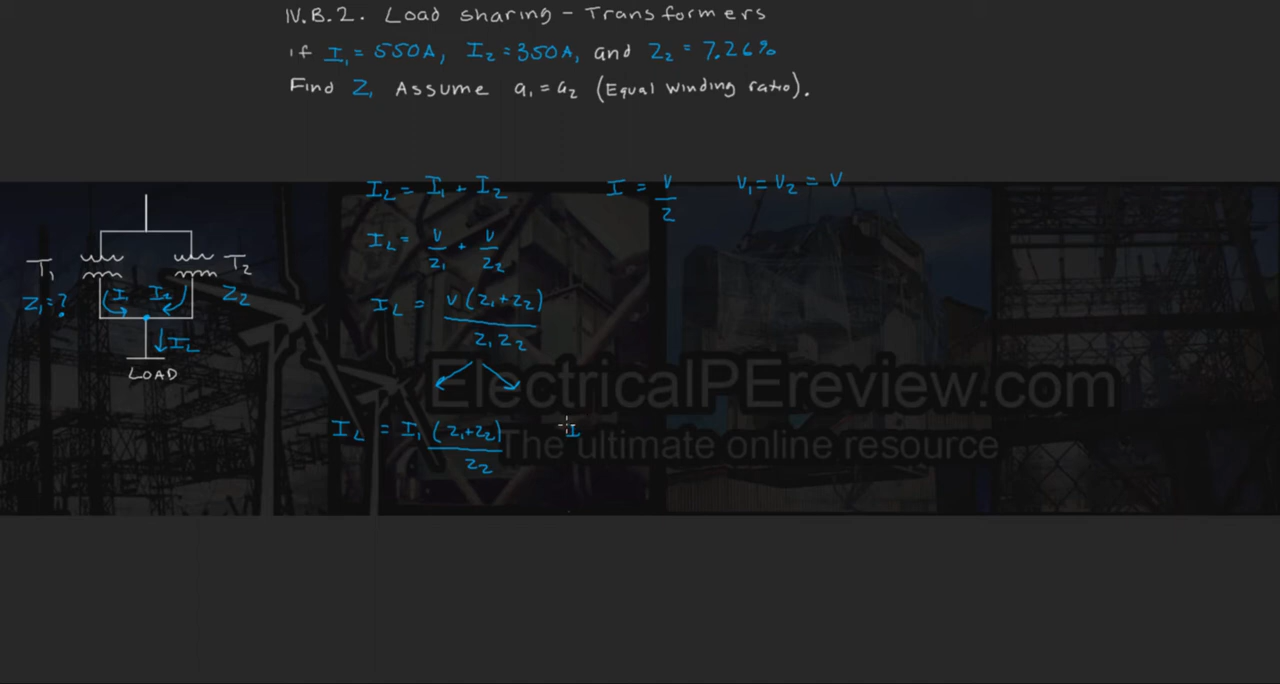 IV.B.2. Load sharing - Transformers
if I₁ = 550A, I₂ = 350A, and Z₂ = 7.26%
Find Z₁ Assume a₁ = a₂ (Equal winding ratio).
I_L = I₁ + I₂
I = V/Z
V₁ = V₂ = V
I_L = V/Z₁ + V/Z₂
T₁
T₂
Z₁ = ?
I₁
I₂
Z₂
I_L = V(Z₁+Z₂)/Z₁Z₂
I_L
LOAD
ElectricalPEreview.com
I_L = I₁ (Z₁+Z₂)/Z₂
I
The ultimate online resource